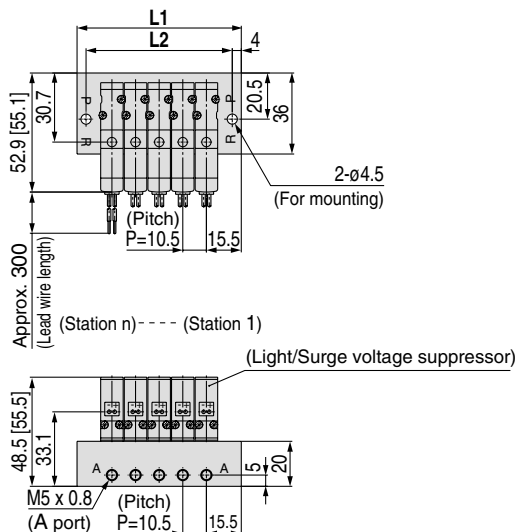 L1
L2
4
P
P
R
R
30.7
52.9 [55.1]
20.5
36
2-ø4.5
(For mounting)
(Pitch)
P=10.5
15.5
Approx. 300
(Lead wire length)
(Station n)---- (Station 1)
(Light/Surge voltage suppressor)
48.5 [55.5]
33.1
A
A
5
20
M5 x 0.8
(A port)
(Pitch)
P=10.5
15.5